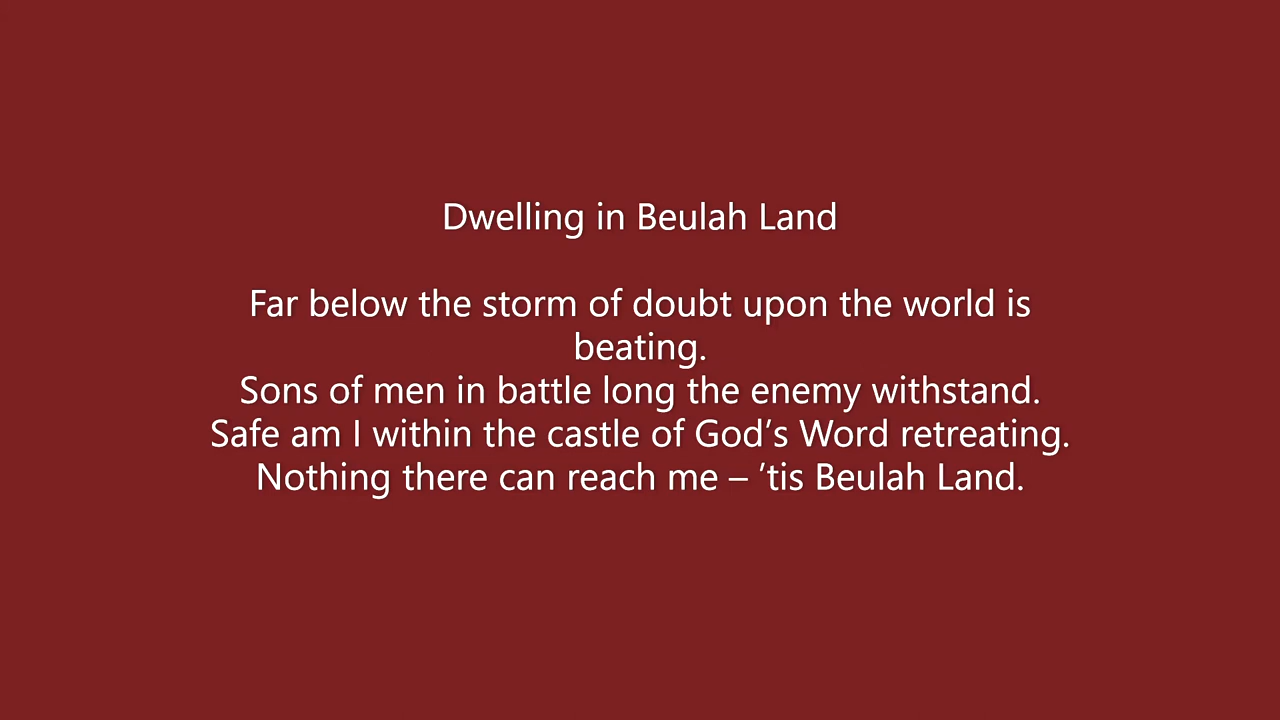 Dwelling in Beulah Land
Far below the storm of doubt upon the world is
beating.
Sons of men in battle long the enemy withstand.
Safe am I within the castle of God’s Word retreating.
Nothing there can reach me – ’tis Beulah Land.